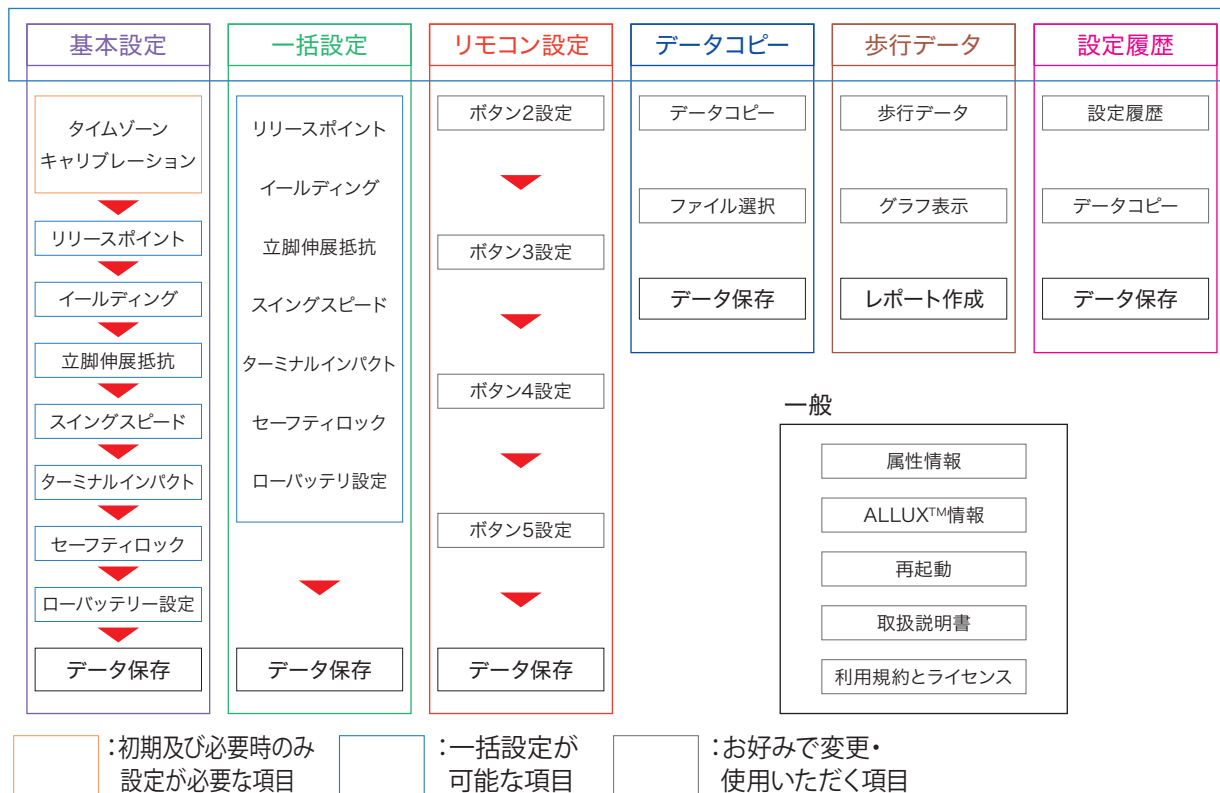 基本設定
一括設定
リモコン設定
データコピー
歩行データ
設定履歴
タイムゾーン
キャリブレーション
リリースポイント
イールディング
立脚伸展抵抗
スイングスピード
ターミナルインパクト
セーフティロック
ローバッテリー設定
データ保存
リリースポイント
イールディング
立脚伸展抵抗
スイングスピード
ターミナルインパクト
セーフティロック
ローバッテリ設定
データ保存
ボタン2設定
ボタン3設定
ボタン4設定
ボタン5設定
データ保存
データコピー
ファイル選択
データ保存
歩行データ
グラフ表示
レポート作成
設定履歴
データコピー
データ保存
一般
属性情報
ALLUX™情報
再起動
取扱説明書
利用規約とライセンス
：初期及び必要時のみ
設定が必要な項目
：一括設定が
可能な項目
：お好みで変更・
使用いただく項目